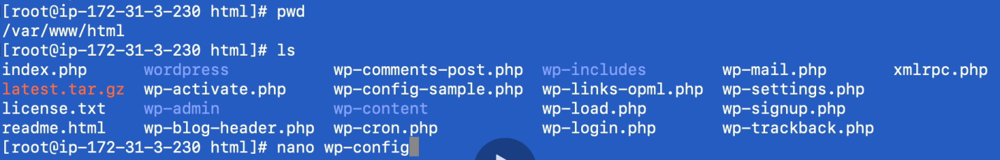 [root@ip-172-31-3-230 html]# pwd
/var/www/html
[root@ip-172-31-3-230 html]# ls
index.php wordpress wp-comments-post.php wp-includes wp-mail.php xmlrpc.php
latest.tar.gz wp-activate.php wp-config-sample.php wp-links-opml.php wp-settings.php
license.txt wp-admin wp-content wp-load.php wp-signup.php
readme.html wp-blog-header.php wp-cron.php wp-login.php wp-trackback.php
[root@ip-172-31-3-230 html]# nano wp-config